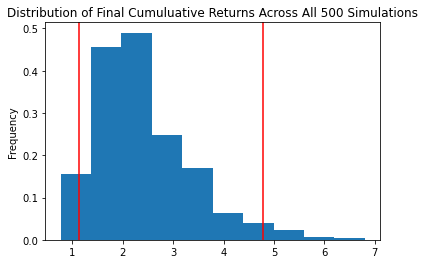 Distribution of Final Cumuluative Returns Across All 500 Simulations
0.5
0.4
0.3
0.2
0.1
0.0
Frequency
1 2 3 4 5 6 7